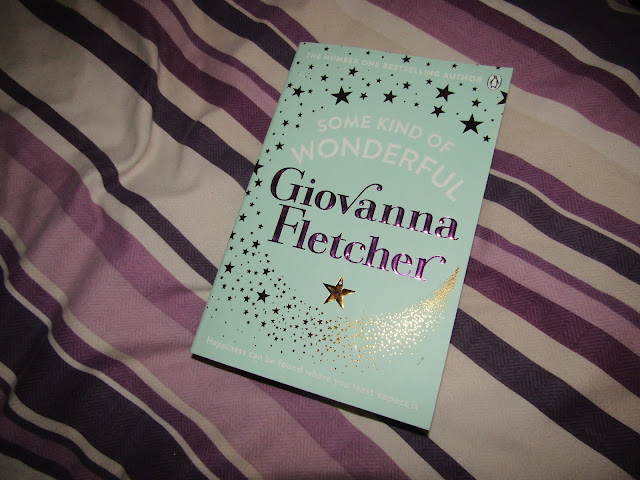 THE NUMBER ONE BESTSELLING AUTHOR
SOME KIND OF
WONDERFUL
Giovanna
Fletcher
Happiness can be found where you least expect it